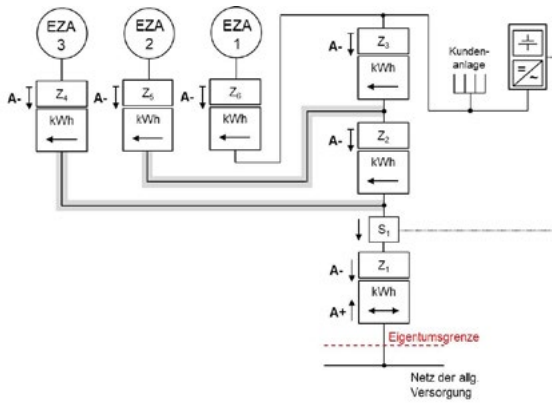 EZA
3
EZA
2
EZA
1
A-
Z4
kWh
A-
Z5
kWh
A-
Z6
kWh
A-
Z3
kWh
Kunden-
anlage
=
~
A-
Z2
kWh
S1
A-
Z1
A+
kWh
Eigentumsgrenze
Netz der allg.
Versorgung